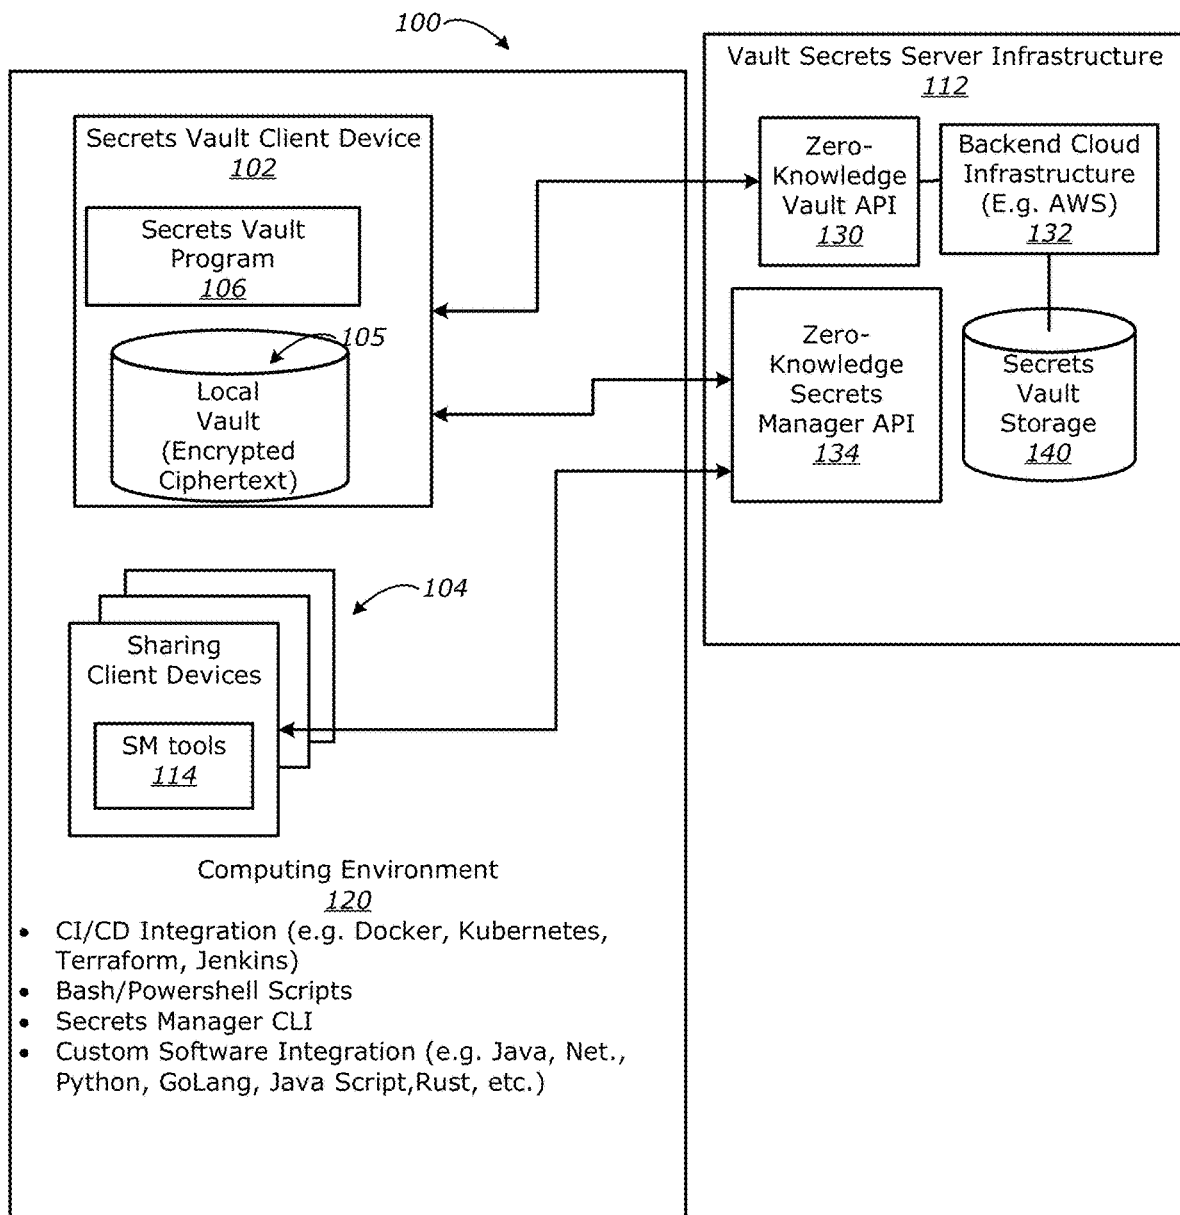 100
Secrets Vault Client Device
102
Secrets Vault
Program
106
105
Local
Vault
(Encrypted
Ciphertext)
104
Sharing
Client Devices
SM tools
114
Computing Environment
120
• CI/CD Integration (e.g. Docker, Kubernetes,
Terraform, Jenkins)
• Bash/Powershell Scripts
• Secrets Manager CLI
• Custom Software Integration (e.g. Java, Net.,
Python, GoLang, Java Script,Rust, etc.)
Vault Secrets Server Infrastructure
112
Zero-
Knowledge
Vault API
130
Backend Cloud
Infrastructure
(E.g. AWS)
132
Zero-
Knowledge
Secrets
Manager API
134
Secrets
Vault
Storage
140